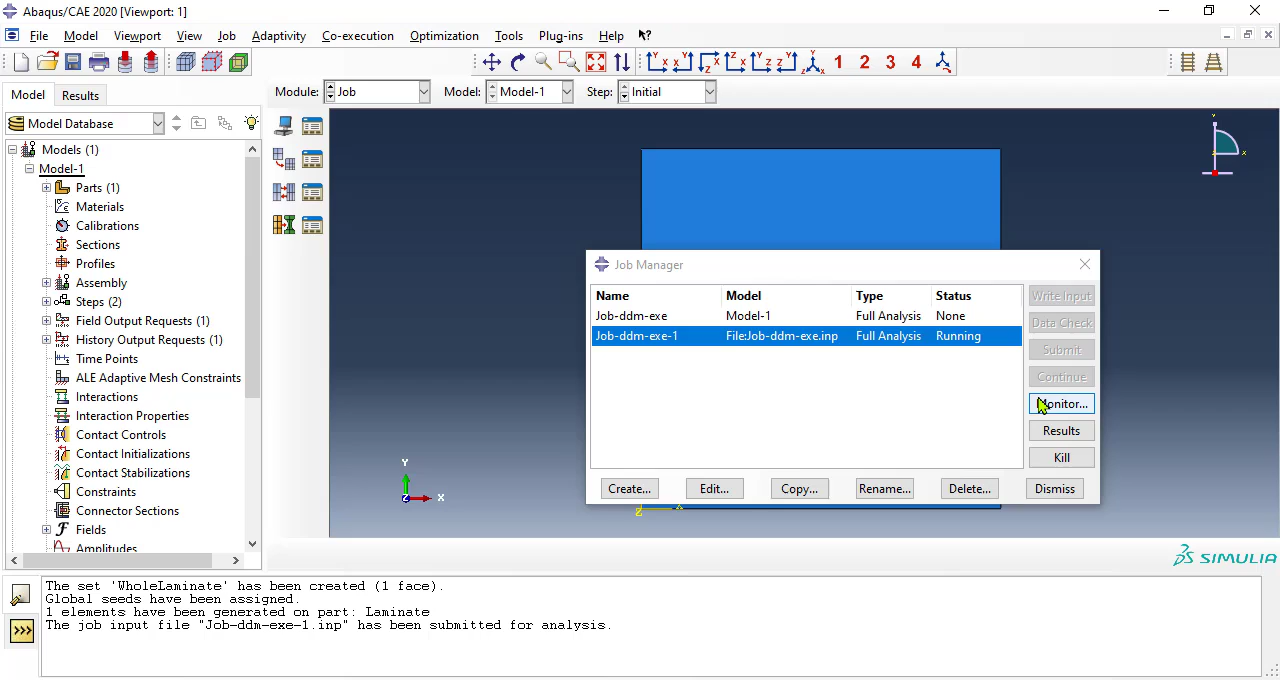 Abaqus/CAE 2020 [Viewport: 1]
File Model Viewport View Job Adaptivity Co-execution Optimization Tools Plug-ins Help
1 2 3 4
Model Results
Module: Job Model: Model-1 Step: Initial
Model Database
Models (1)
Model-1
Parts (1)
Materials
Calibrations
Sections
Profiles
Assembly
Steps (2)
Field Output Requests (1)
History Output Requests (1)
Time Points
ALE Adaptive Mesh Constraints
Interactions
Interaction Properties
Contact Controls
Contact Initializations
Contact Stabilizations
Constraints
Connector Sections
Fields
Amplitudes
Job Manager
Name Model Type Status
Job-ddm-exe Model-1 Full Analysis None
Job-ddm-exe-1 File:Job-ddm-exe.inp Full Analysis Running
Write Input
Data Check
Submit
Continue
Monitor...
Results
Kill
Create... Edit... Copy... Rename... Delete... Dismiss
Y
Z X
SIMULIA
The set 'WholeLaminate' has been created (1 face).
Global seeds have been assigned.
1 elements have been generated on part: Laminate
The job input file "Job-ddm-exe-1.inp" has been submitted for analysis.